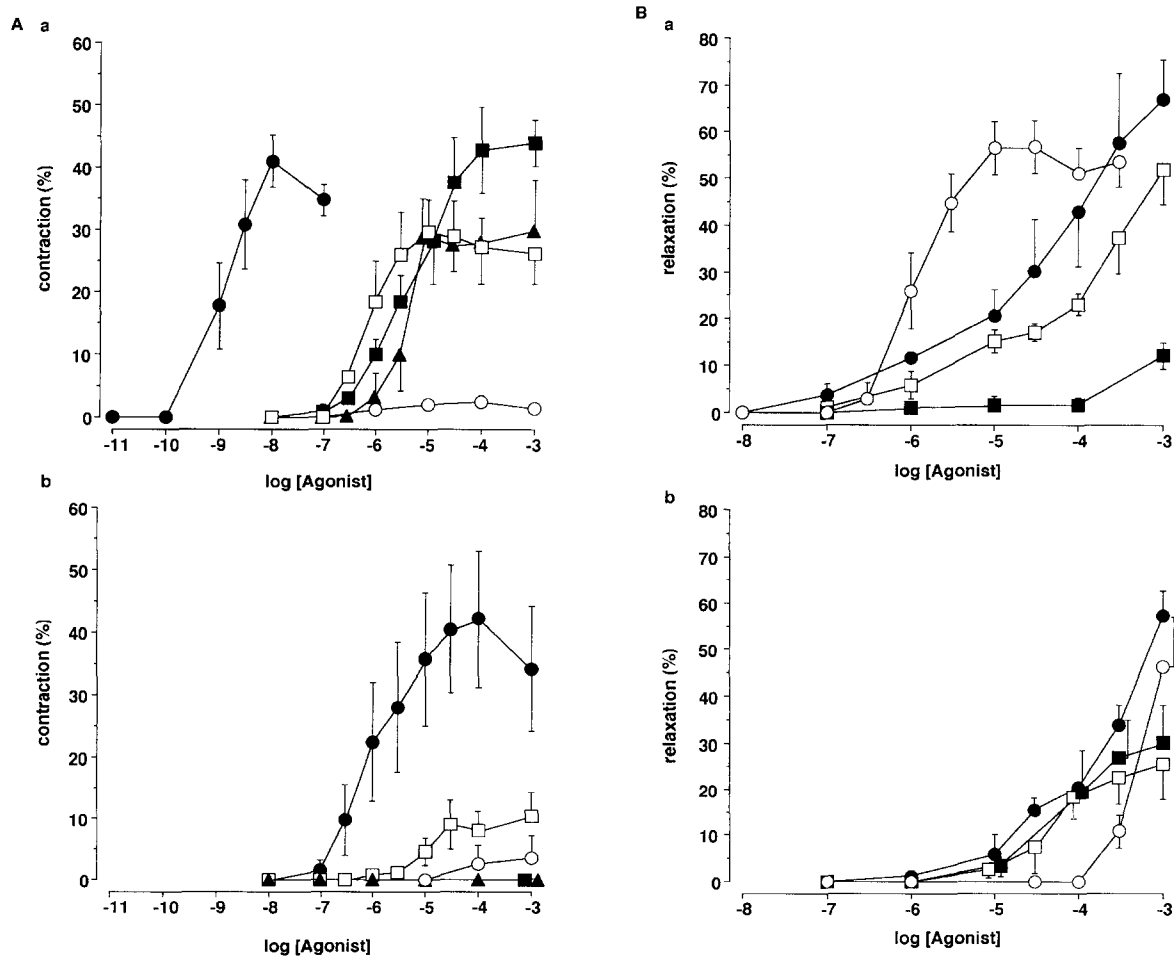 A a
60
50
40
30
20
10
0
contraction (%)
-11 -10 -9 -8 -7 -6 -5 -4 -3
log [Agonist]
b
60
50
40
30
20
10
0
contraction (%)
-11 -10 -9 -8 -7 -6 -5 -4 -3
log [Agonist]
B a
80
70
60
50
40
30
20
10
0
relaxation (%)
-8 -7 -6 -5 -4 -3
log [Agonist]
b
80
70
60
50
40
30
20
10
0
relaxation (%)
-8 -7 -6 -5 -4 -3
log [Agonist]